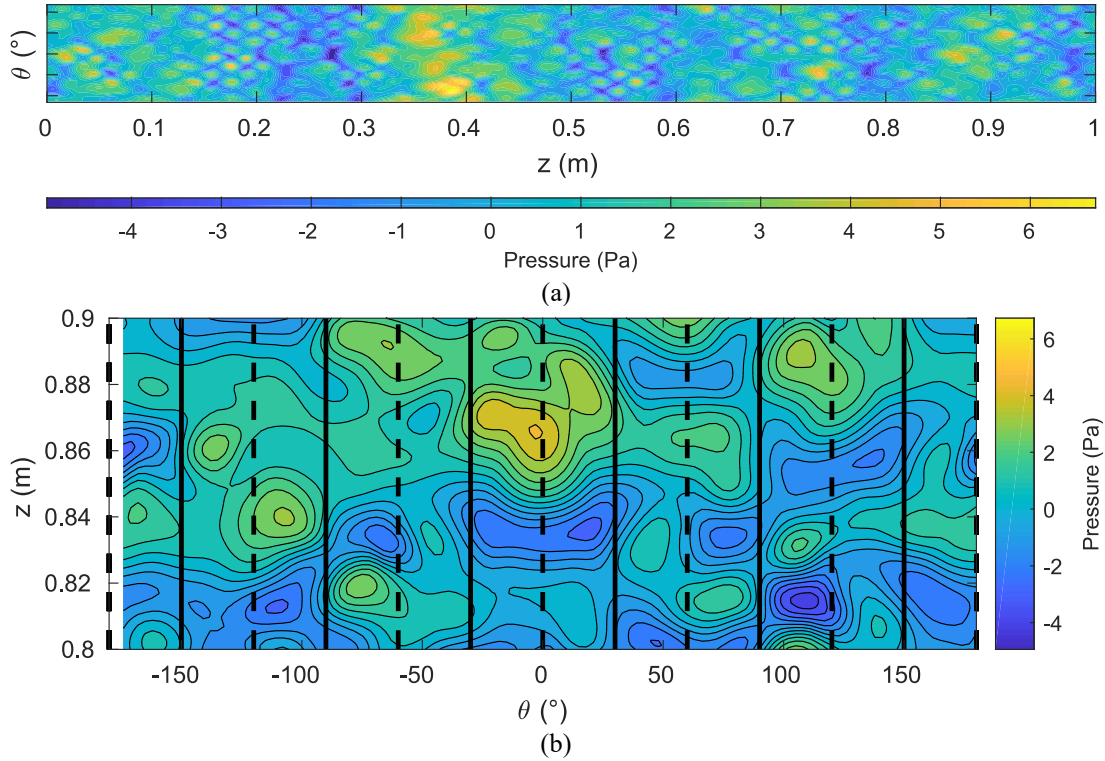 θ (°)
0 0.1 0.2 0.3 0.4 0.5 0.6 0.7 0.8 0.9 1
z (m)
-4 -3 -2 -1 0 1 2 3 4 5 6
Pressure (Pa)
(a)
0.9
0.88
0.86
0.84
0.82
0.8
z (m)
-150 -100 -50 0 50 100 150
θ (°)
6
4
2
0
-2
-4
Pressure (Pa)
(b)